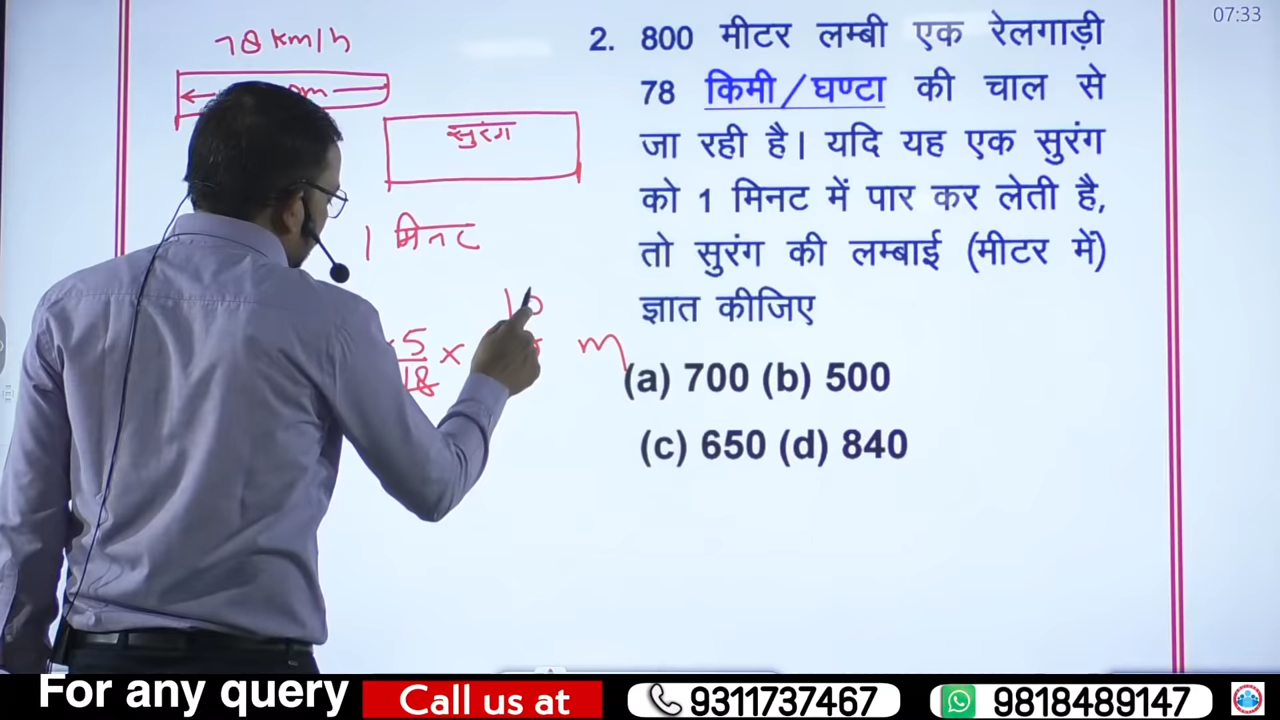 07:33
78 km/h
सुरंग
1 मिनट
10
5/18 ×
m
2. 800 मीटर लम्बी एक रेलगाड़ी
78 किमी/घण्टा की चाल से
जा रही है। यदि यह एक सुरंग
को 1 मिनट में पार कर लेती है,
तो सुरंग की लम्बाई (मीटर में)
ज्ञात कीजिए
(a) 700 (b) 500
(c) 650 (d) 840
For any query
Call us at
9311737467
9818489147